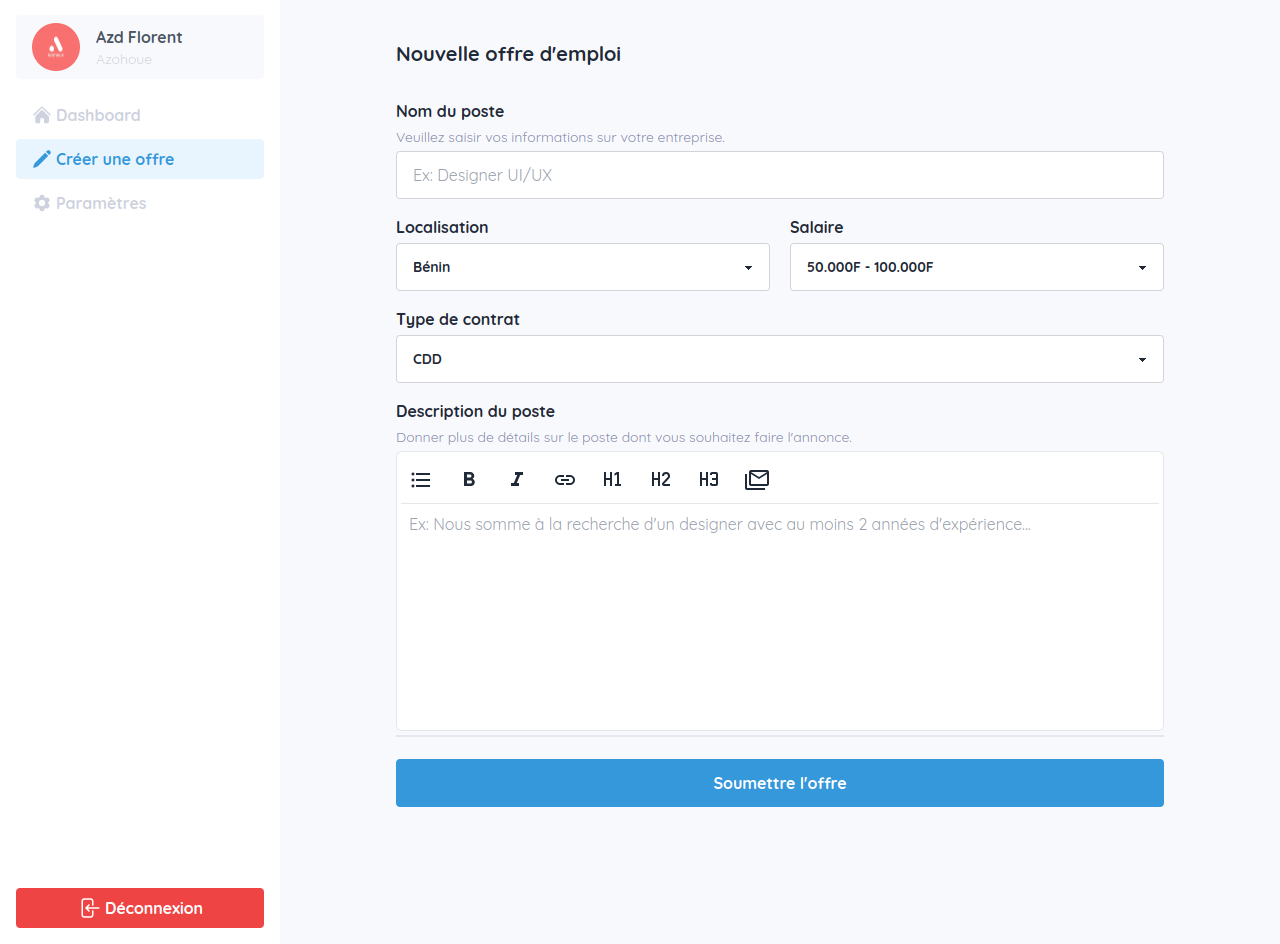 Azd Florent
Azohoue
Dashboard
Créer une offre
Paramètres
Déconnexion
Nouvelle offre d'emploi
Nom du poste
Veuillez saisir vos informations sur votre entreprise.
Ex: Designer UI/UX
Localisation
Bénin
Salaire
50.000F - 100.000F
Type de contrat
CDD
Description du poste
Donner plus de détails sur le poste dont vous souhaitez faire l'annonce.
B I H1 H2 H3
Ex: Nous somme à la recherche d'un designer avec au moins 2 années d'expérience...
Soumettre l'offre